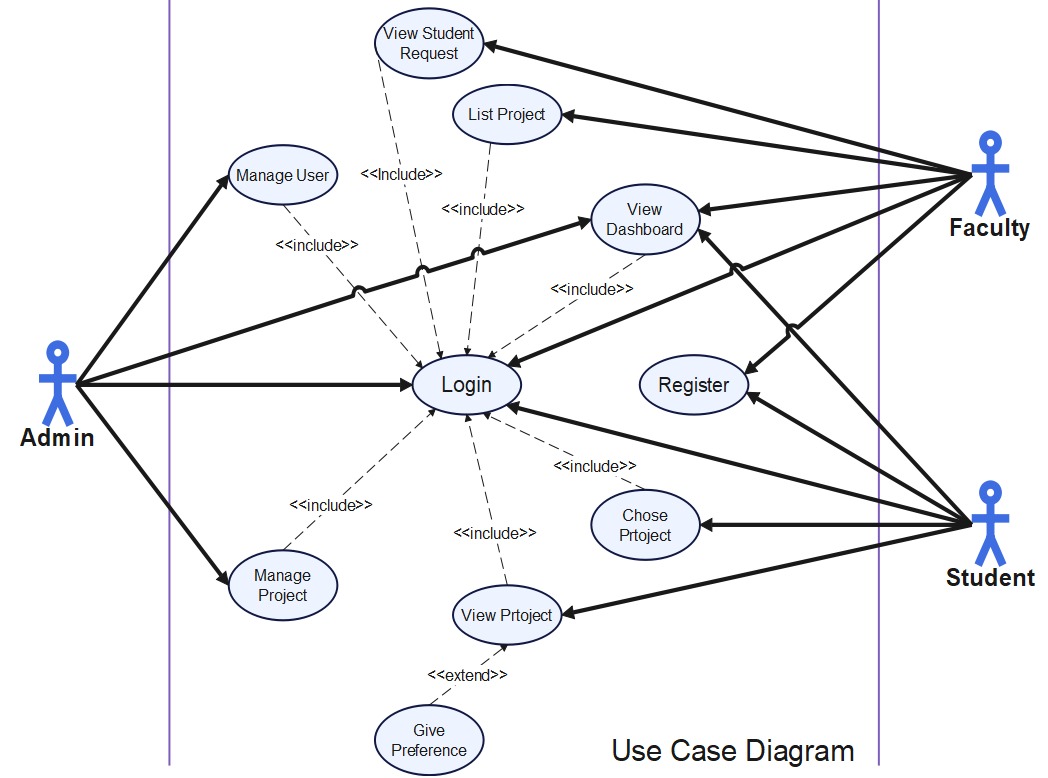 View Student
Request
List Project
Manage User
<<Include>>
<<include>>
View
Dashboard
Faculty
<<include>>
<<include>>
Login
Register
Admin
<<include>>
<<include>>
Chose
Prtoject
<<include>>
Student
Manage
Project
View Prtoject
<<extend>>
Give
Preference
Use Case Diagram